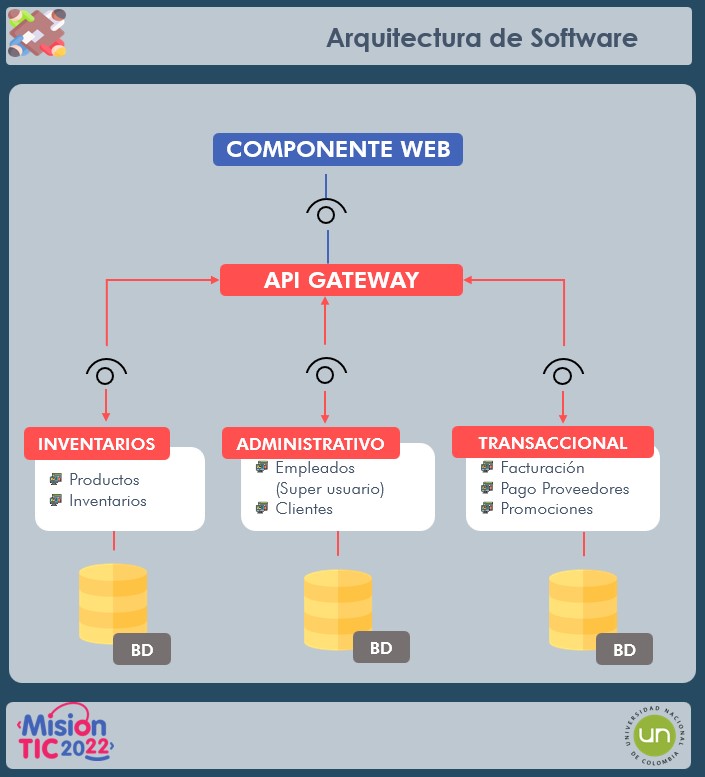 Arquitectura de Software
COMPONENTE WEB
API GATEWAY
INVENTARIOS
Productos
Inventarios
BD
ADMINISTRATIVO
Empleados
(Super usuario)
Clientes
BD
TRANSACCIONAL
Facturación
Pago Proveedores
Promociones
BD
Misión
TIC 2022
UNIVERSIDAD NACIONAL
DE COLOMBIA
un